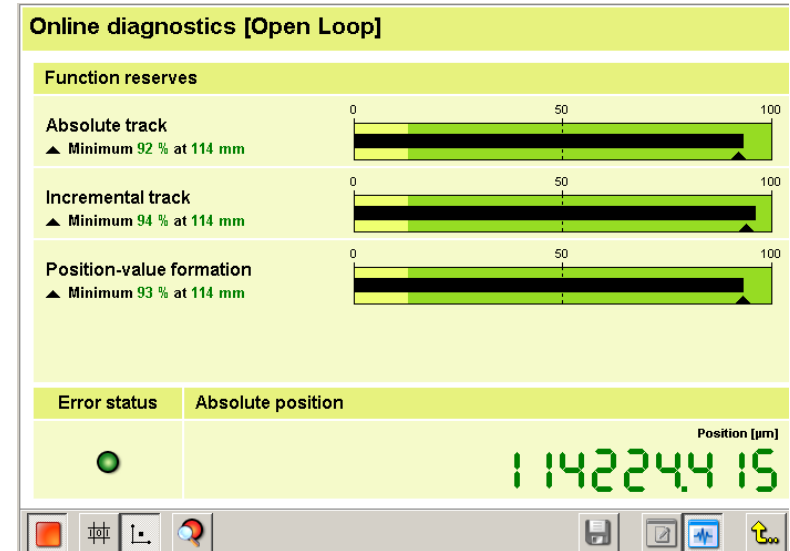 Online diagnostics [Open Loop]
Function reserves
0 50 100
Absolute track
Minimum 92 % at 114 mm
0 50 100
Incremental track
Minimum 94 % at 114 mm
0 50 100
Position-value formation
Minimum 93 % at 114 mm
Error status Absolute position
Position [µm]
114224.415